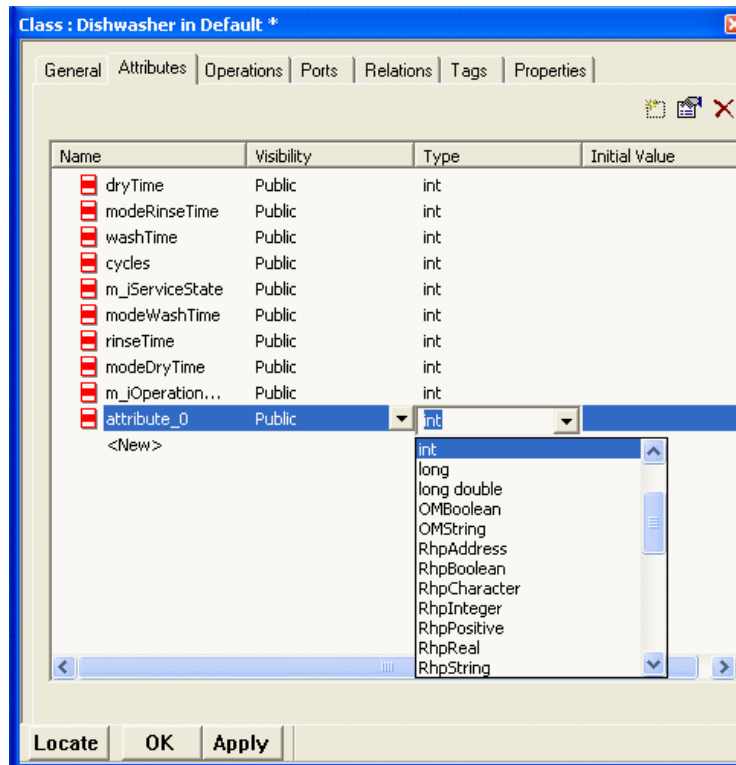 Class : Dishwasher in Default *
General Attributes Operations Ports Relations Tags Properties
Name Visibility Type Initial Value
dryTime Public int
modeRinseTime Public int
washTime Public int
cycles Public int
m_iServiceState Public int
modeWashTime Public int
rinseTime Public int
modeDryTime Public int
m_iOperation... Public int
attribute_0 Public int
<New>
int
long
long double
OMBoolean
OMString
RhpAddress
RhpBoolean
RhpCharacter
RhpInteger
RhpPositive
RhpReal
RhpString
Locate OK Apply